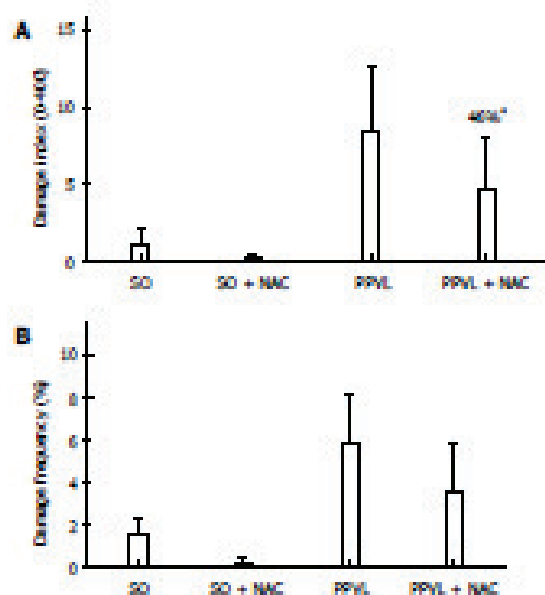 A
15
10
5
0
Damage index (0-400)
SO
SO + NAC
PPVL
PPVL + NAC
B
10
8
6
4
2
0
Damage frequency (%)
SO
SO + NAC
PPVL
PPVL + NAC